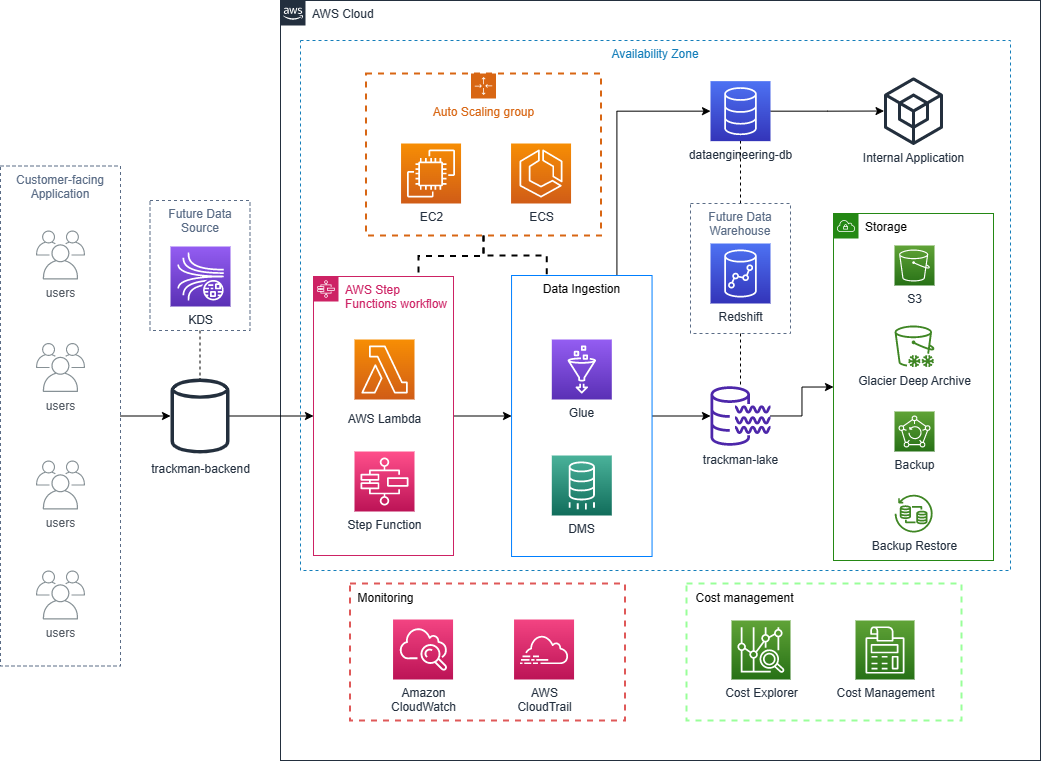 aws
AWS Cloud
Availability Zone
Auto Scaling group
EC2
ECS
dataengineering-db
Internal Application
Customer-facing
Application
users
users
users
users
Future Data
Source
KDS
trackman-backend
AWS Step
Functions workflow
AWS Lambda
Step Function
Data Ingestion
Glue
DMS
Future Data
Warehouse
Redshift
trackman-lake
Storage
S3
Glacier Deep Archive
Backup
Backup Restore
Monitoring
Amazon
CloudWatch
AWS
CloudTrail
Cost management
Cost Explorer
Cost Management